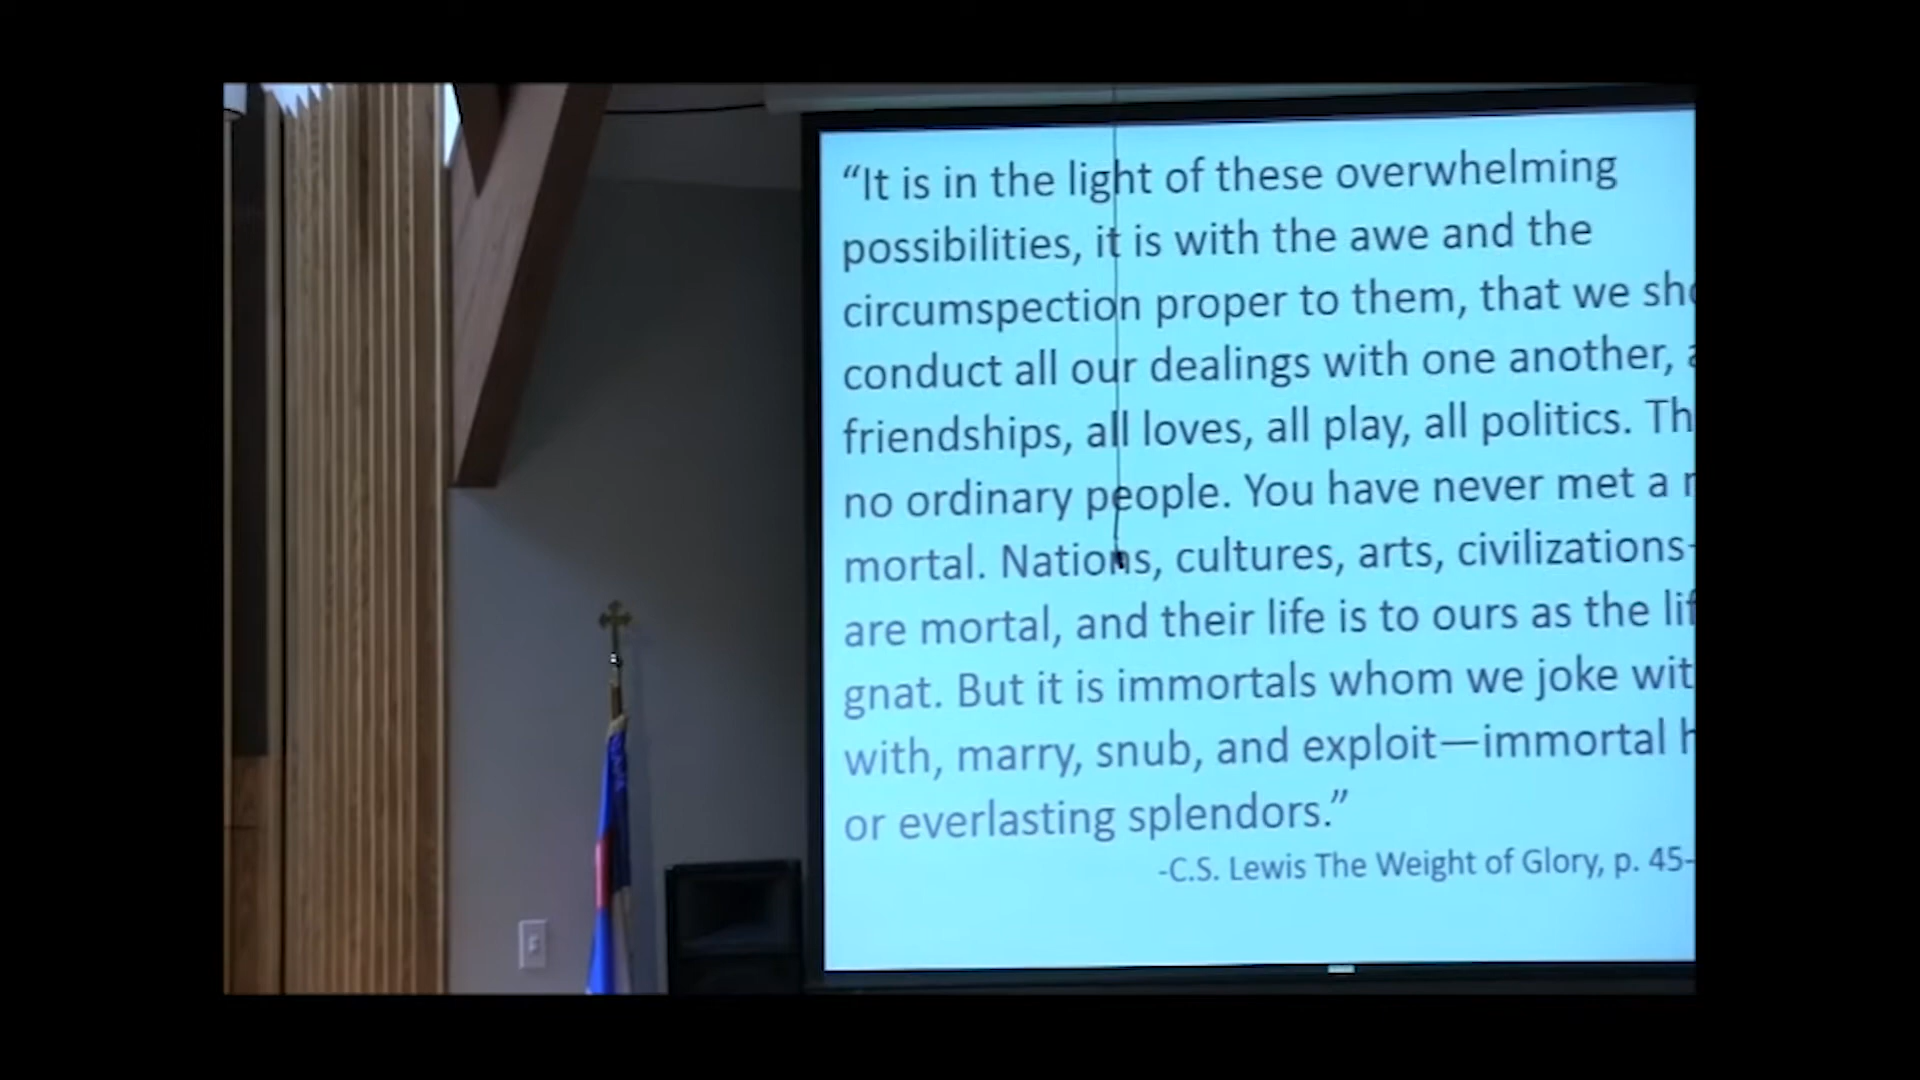 “It is in the light of these overwhelming
possibilities, it is with the awe and the
circumspection proper to them, that we
conduct all our dealings with one another,
friendships, all loves, all play, all politics.
no ordinary people. You have never met a
mortal. Nations, cultures, arts, civilizations-
are mortal, and their life is to ours as the
gnat. But it is immortals whom we joke
with, marry, snub, and exploit—immortal
or everlasting splendors.”
-C.S. Lewis The Weight of Glory, p. 45-